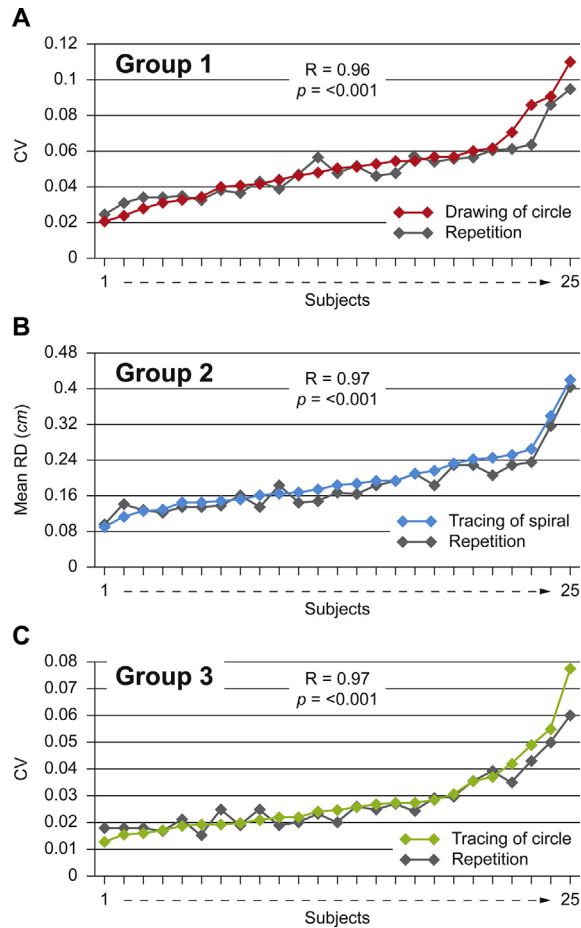 A
0.12
0.1
0.08
0.06
0.04
0.02
0
CV
Group 1
R = 0.96
p = <0.001
Drawing of circle
Repetition
1
25
Subjects
B
0.48
0.4
0.32
0.24
0.16
0.08
0
Mean RD (cm)
Group 2
R = 0.97
p = <0.001
Tracing of spiral
Repetition
1
25
Subjects
C
0.08
0.07
0.06
0.05
0.04
0.03
0.02
0.01
0
CV
Group 3
R = 0.97
p = <0.001
Tracing of circle
Repetition
1
25
Subjects